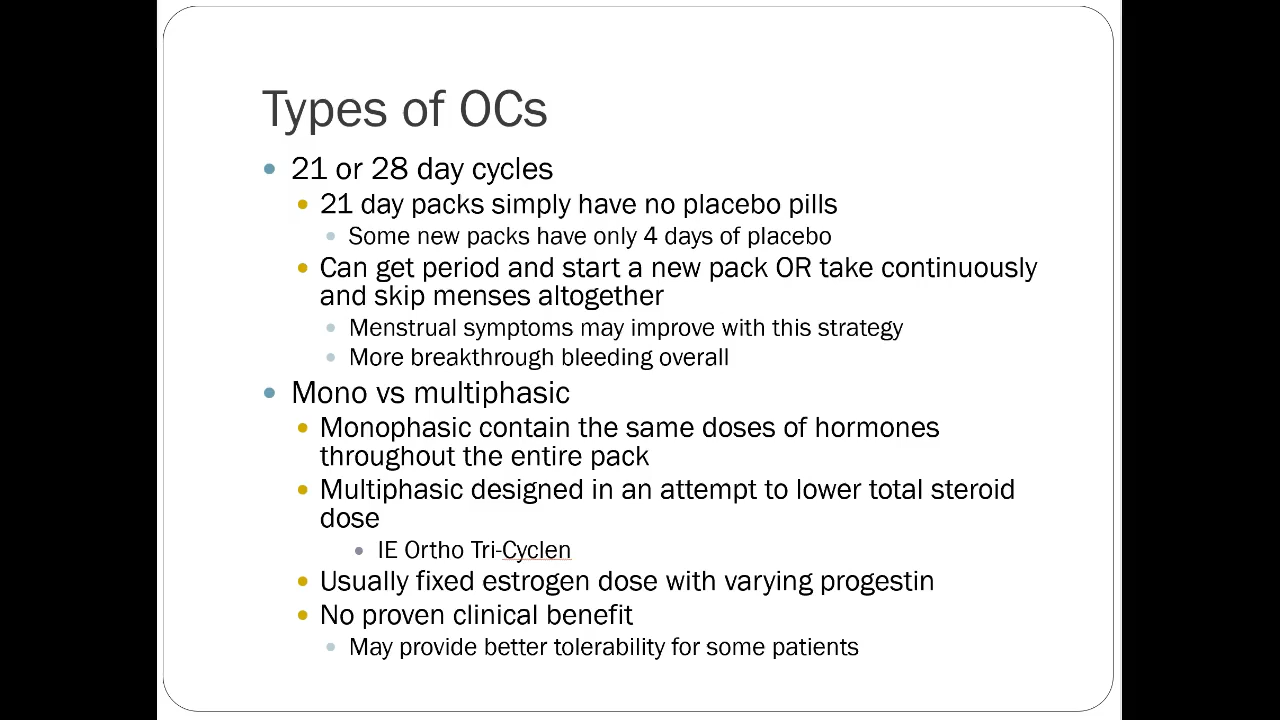 Types of OCs
21 or 28 day cycles
21 day packs simply have no placebo pills
Some new packs have only 4 days of placebo
Can get period and start a new pack OR take continuously
and skip menses altogether
Menstrual symptoms may improve with this strategy
More breakthrough bleeding overall
Mono vs multiphasic
Monophasic contain the same doses of hormones
throughout the entire pack
Multiphasic designed in an attempt to lower total steroid
dose
IE Ortho Tri-Cyclen
Usually fixed estrogen dose with varying progestin
No proven clinical benefit
May provide better tolerability for some patients